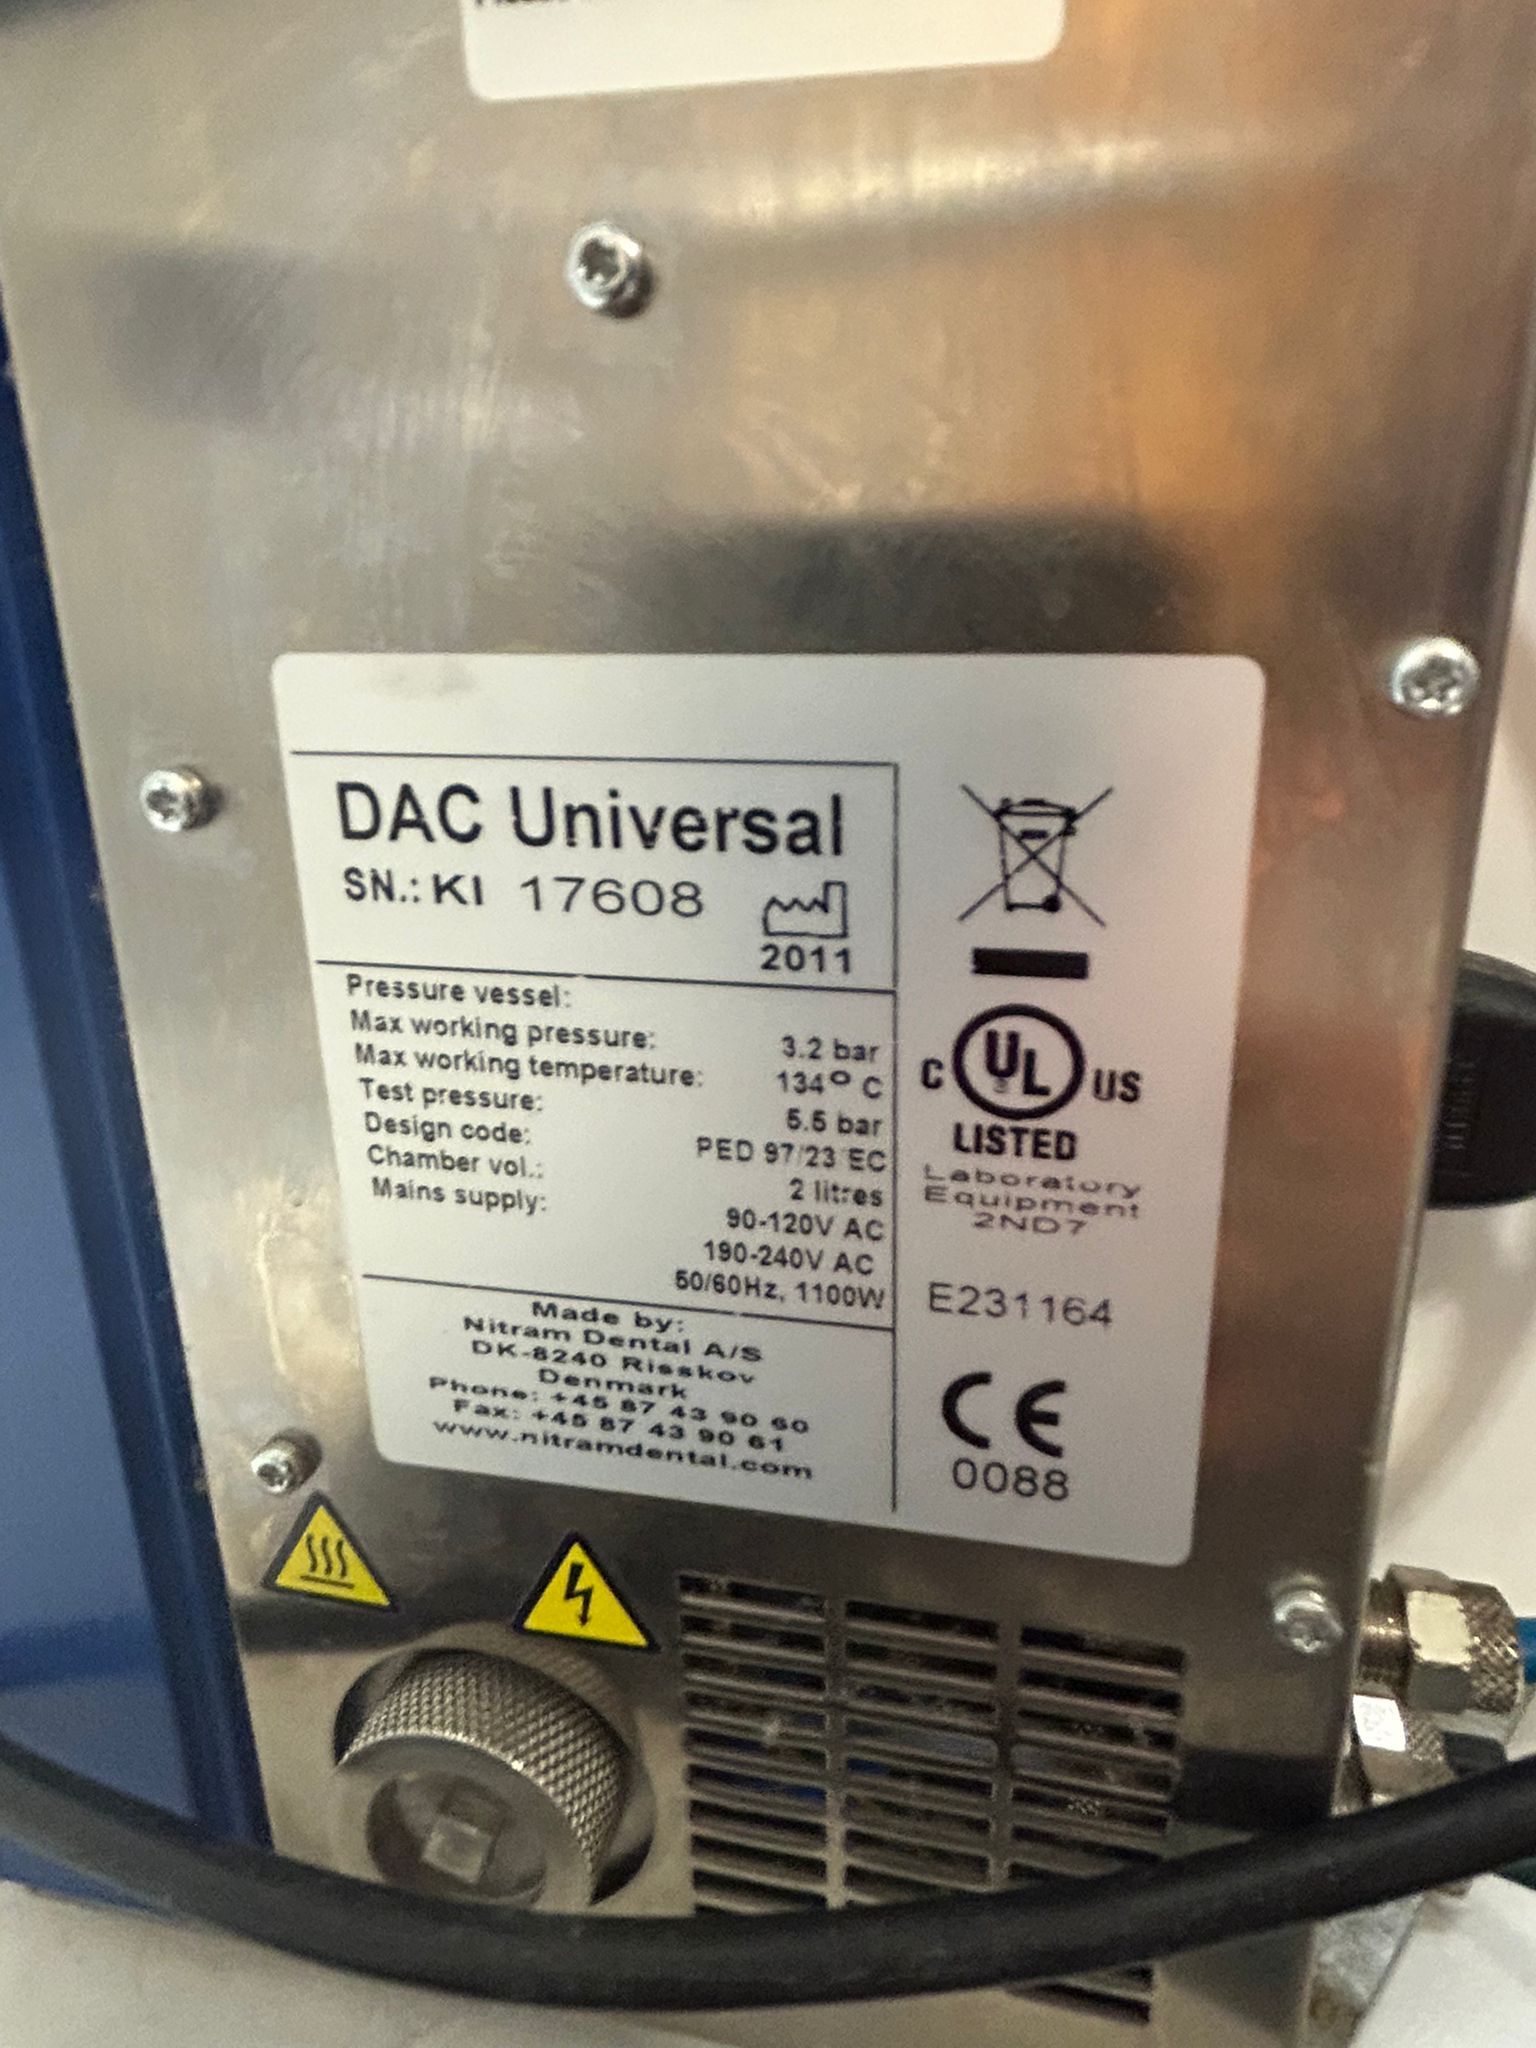 DAC Universal
SN.: KI 17608
2011
Pressure vessel:
Max working pressure: 3.2 bar
Max working temperature: 134° C
Test pressure: 5.5 bar
Design code: PED 97/23 EC
Chamber vol.: 2 litres
Mains supply: 90-120V AC
190-240V AC
50/60Hz, 1100W
Made by:
Nitram Dental A/S
DK-8240 Risskov
Denmark
Phone: +45 87 43 90 60
Fax: +45 87 43 90 61
www.nitramdental.com
C UL US
LISTED
Laboratory
Equipment
2ND7
E231164
CE
0088